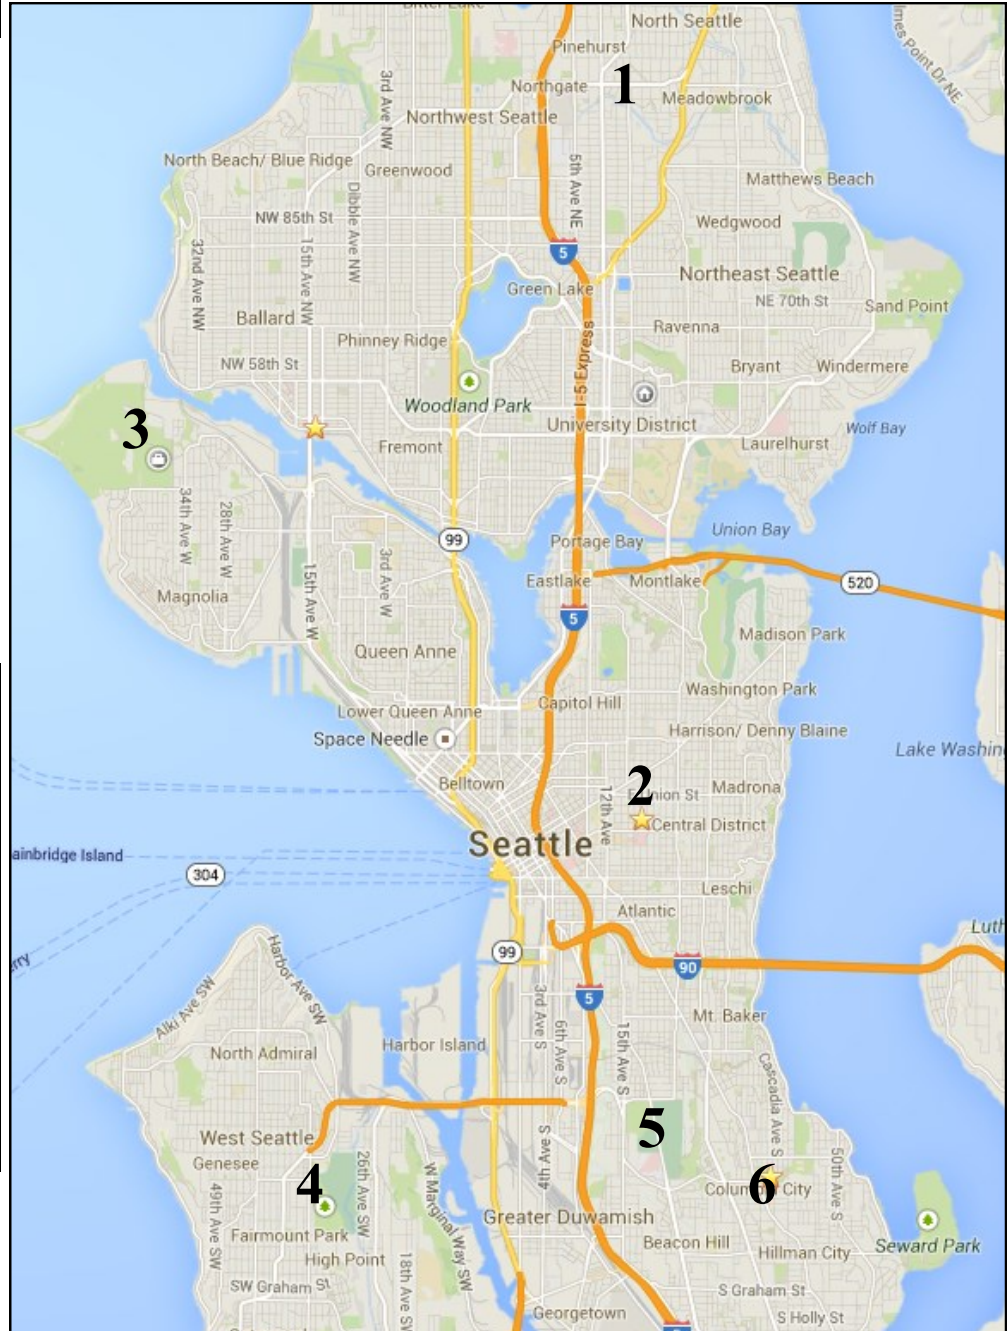 Bitter Lake
North Seattle
Pinehurst
1
Northgate
Meadowbrook
3rd Ave NW
Northwest Seattle
North Beach/ Blue Ridge
Greenwood
5th Ave NE
Matthews Beach
Dibble Ave NW
NW 85th St
Wedgwood
32nd Ave NW
15th Ave NW
5
Northeast Seattle
Green Lake
NE 70th St
Sand Point
Ballard
Ravenna
Phinney Ridge
I-5 Express
NW 58th St
Bryant
Windermere
Woodland Park
3
University District
Wolf Bay
Fremont
Laurelhurst
34th Ave W
28th Ave W
Union Bay
99
Portage Bay
3rd Ave W
15th Ave W
Eastlake
Montlake
520
Magnolia
5
Madison Park
Queen Anne
Washington Park
Capitol Hill
Lower Queen Anne
Harrison/ Denny Blaine
Space Needle
Lake Washin
Belltown
2
Union St
Madrona
12th Ave
Central District
Seattle
ainbridge Island
304
Leschi
Atlantic
Luth
99
90
Harbor Ave SW
Alki Ave SW
5
3rd Ave S
6th Ave S
15th Ave S
Mt. Baker
Harbor Island
North Admiral
Cascadia Ave S
5
West Seattle
4th Ave S
Genesee
4
26th Ave SW
W Marginal Way SW
50th Ave S
6
49th Ave SW
Greater Duwamish
Fairmount Park
Beacon Hill
Seward Park
Hillman City
High Point
SW Graham St
18th Ave SW
S Graham St
Georgetown
S Holly St